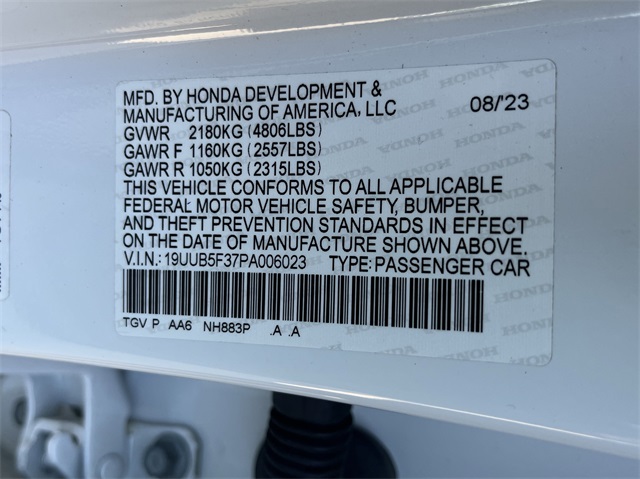 MFD. BY HONDA DEVELOPMENT &
MANUFACTURING OF AMERICA, LLC 08/'23
GVWR 2180KG (4806LBS)
GAWR F 1160KG (2557LBS)
GAWR R 1050KG (2315LBS)
THIS VEHICLE CONFORMS TO ALL APPLICABLE
FEDERAL MOTOR VEHICLE SAFETY, BUMPER,
AND THEFT PREVENTION STANDARDS IN EFFECT
ON THE DATE OF MANUFACTURE SHOWN ABOVE.
V.I.N.:19UUB5F37PA006023 TYPE:PASSENGER CAR
TGV P AA6 NH883P .A .A